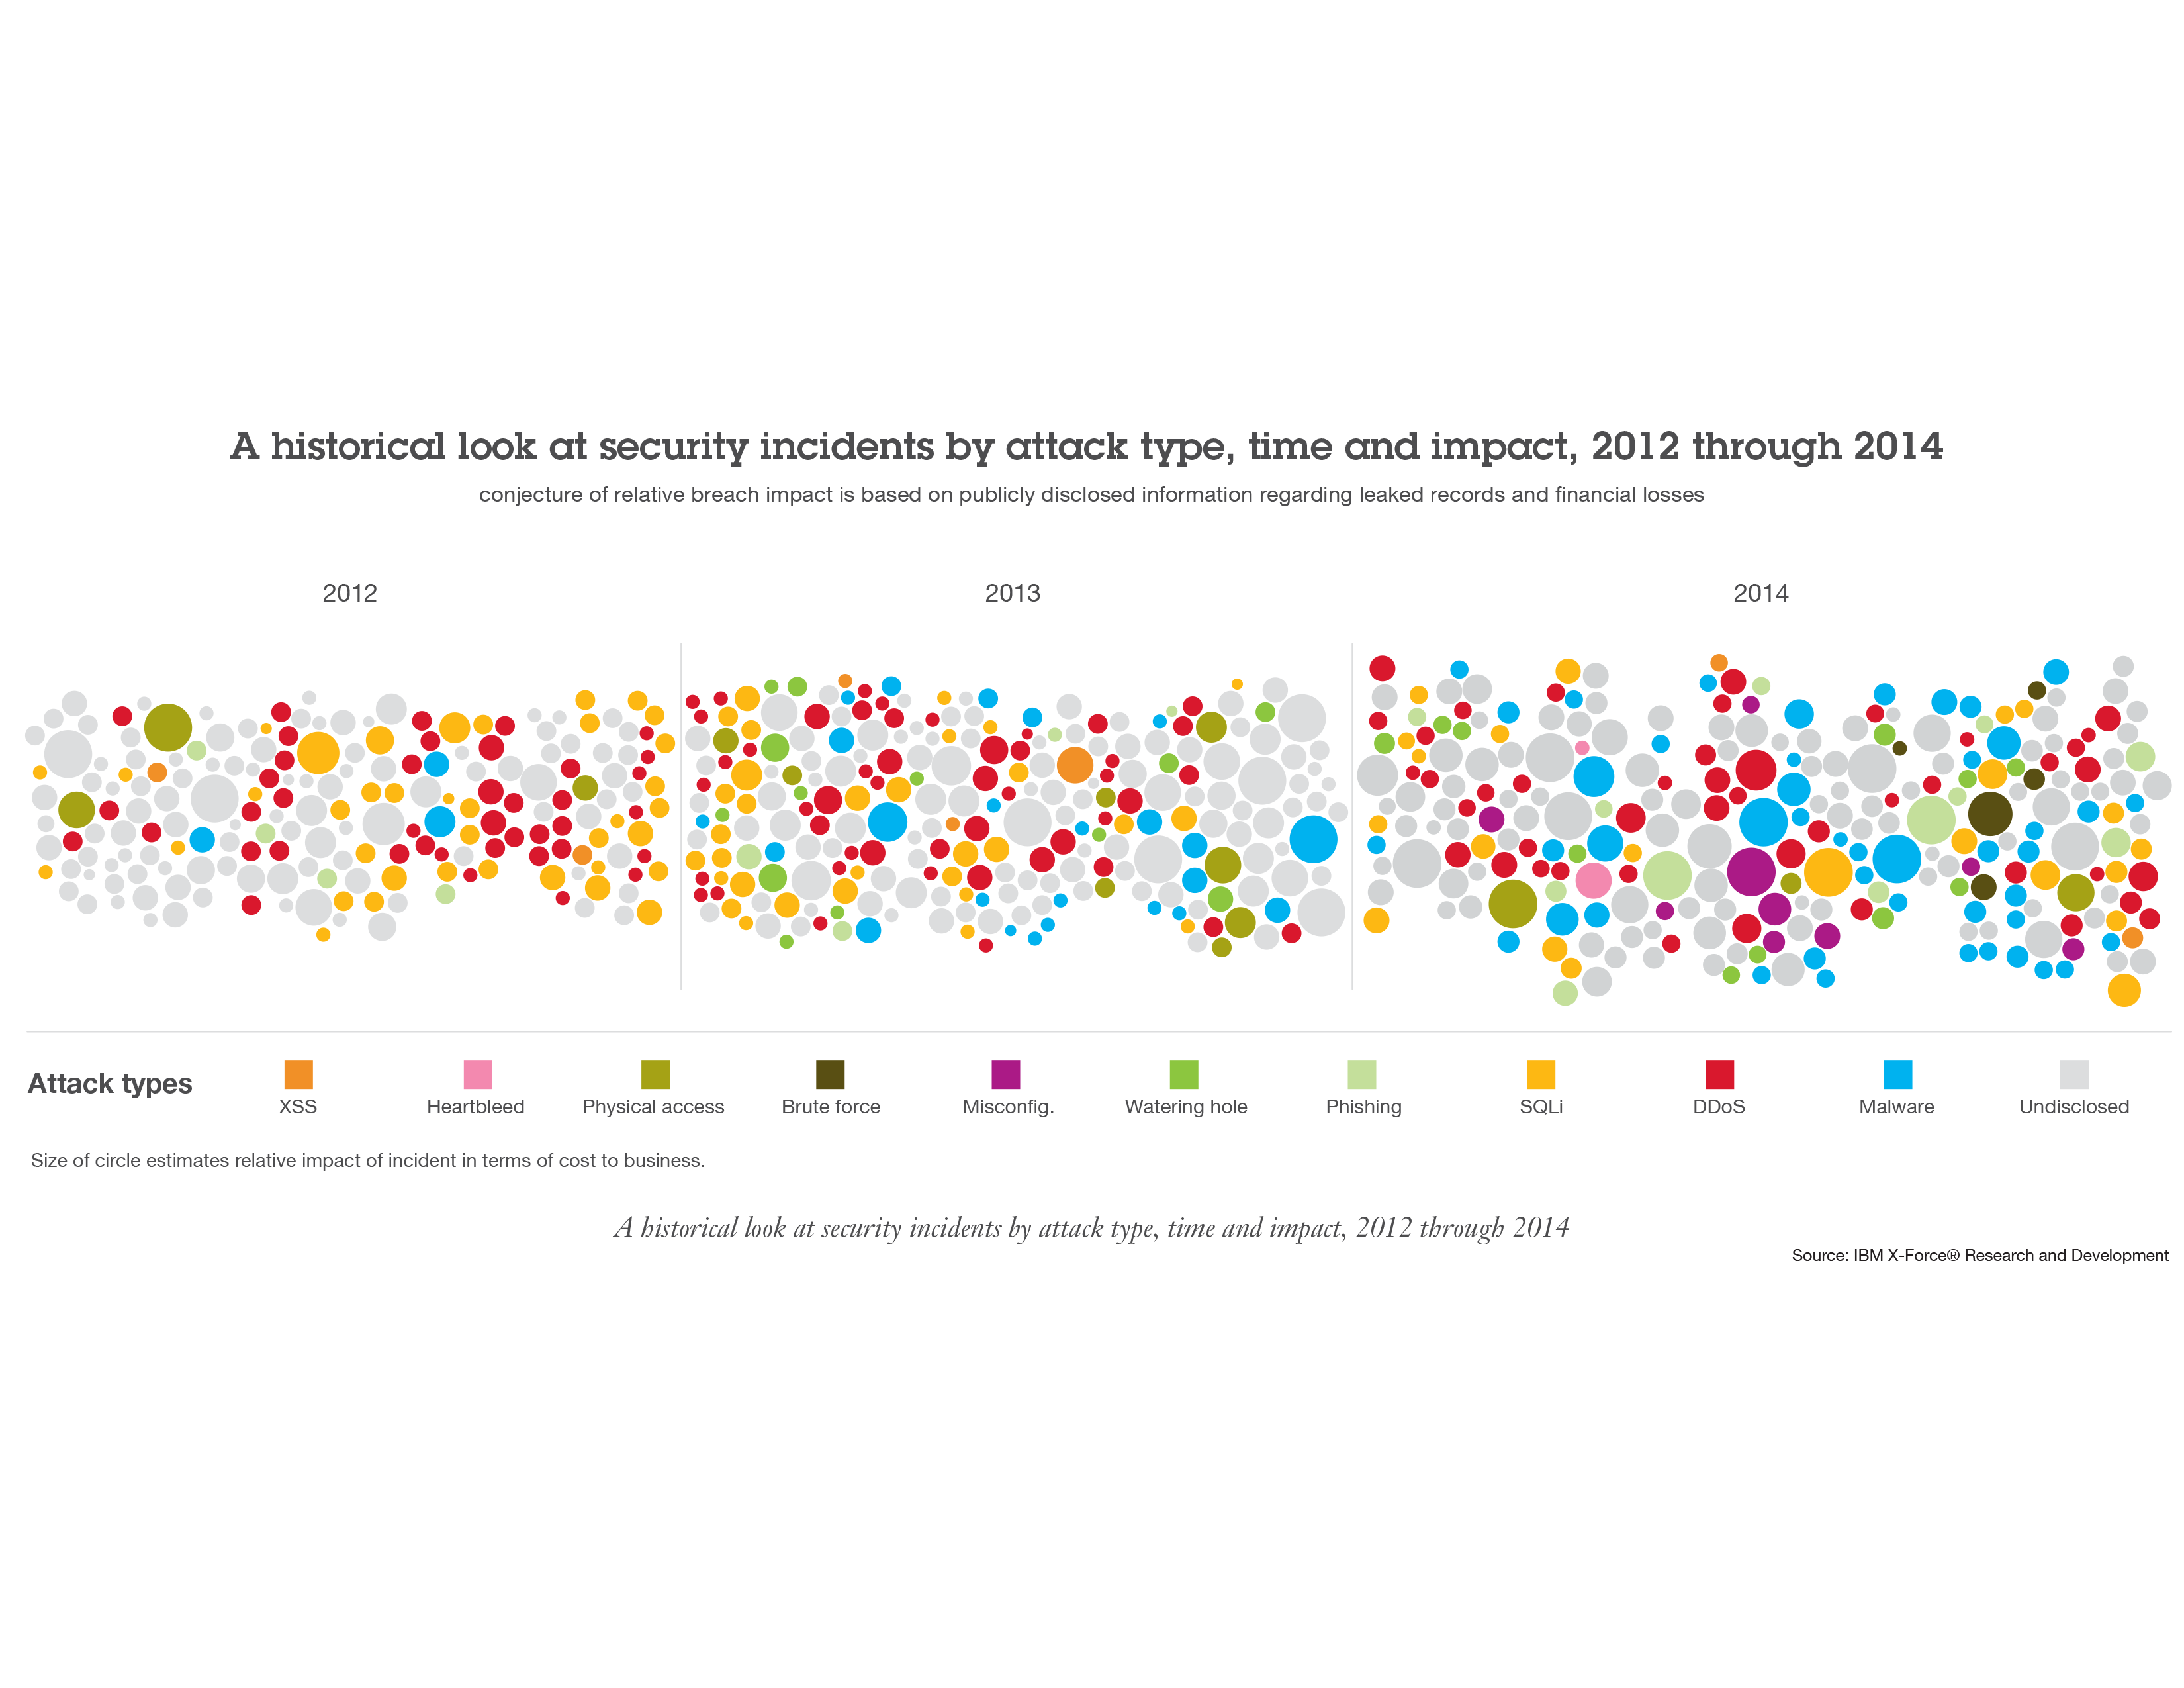 A historical look at security incidents by attack type, time and impact, 2012 through 2014
conjecture of relative breach impact is based on publicly disclosed information regarding leaked records and financial losses
2012
2013
2014
Attack types
XSS
Heartbleed
Physical access
Brute force
Misconfig.
Watering hole
Phishing
SQLi
DDoS
Malware
Undisclosed
Size of circle estimates relative impact of incident in terms of cost to business.
A historical look at security incidents by attack type, time and impact, 2012 through 2014
Source: IBM X-Force® Research and Development